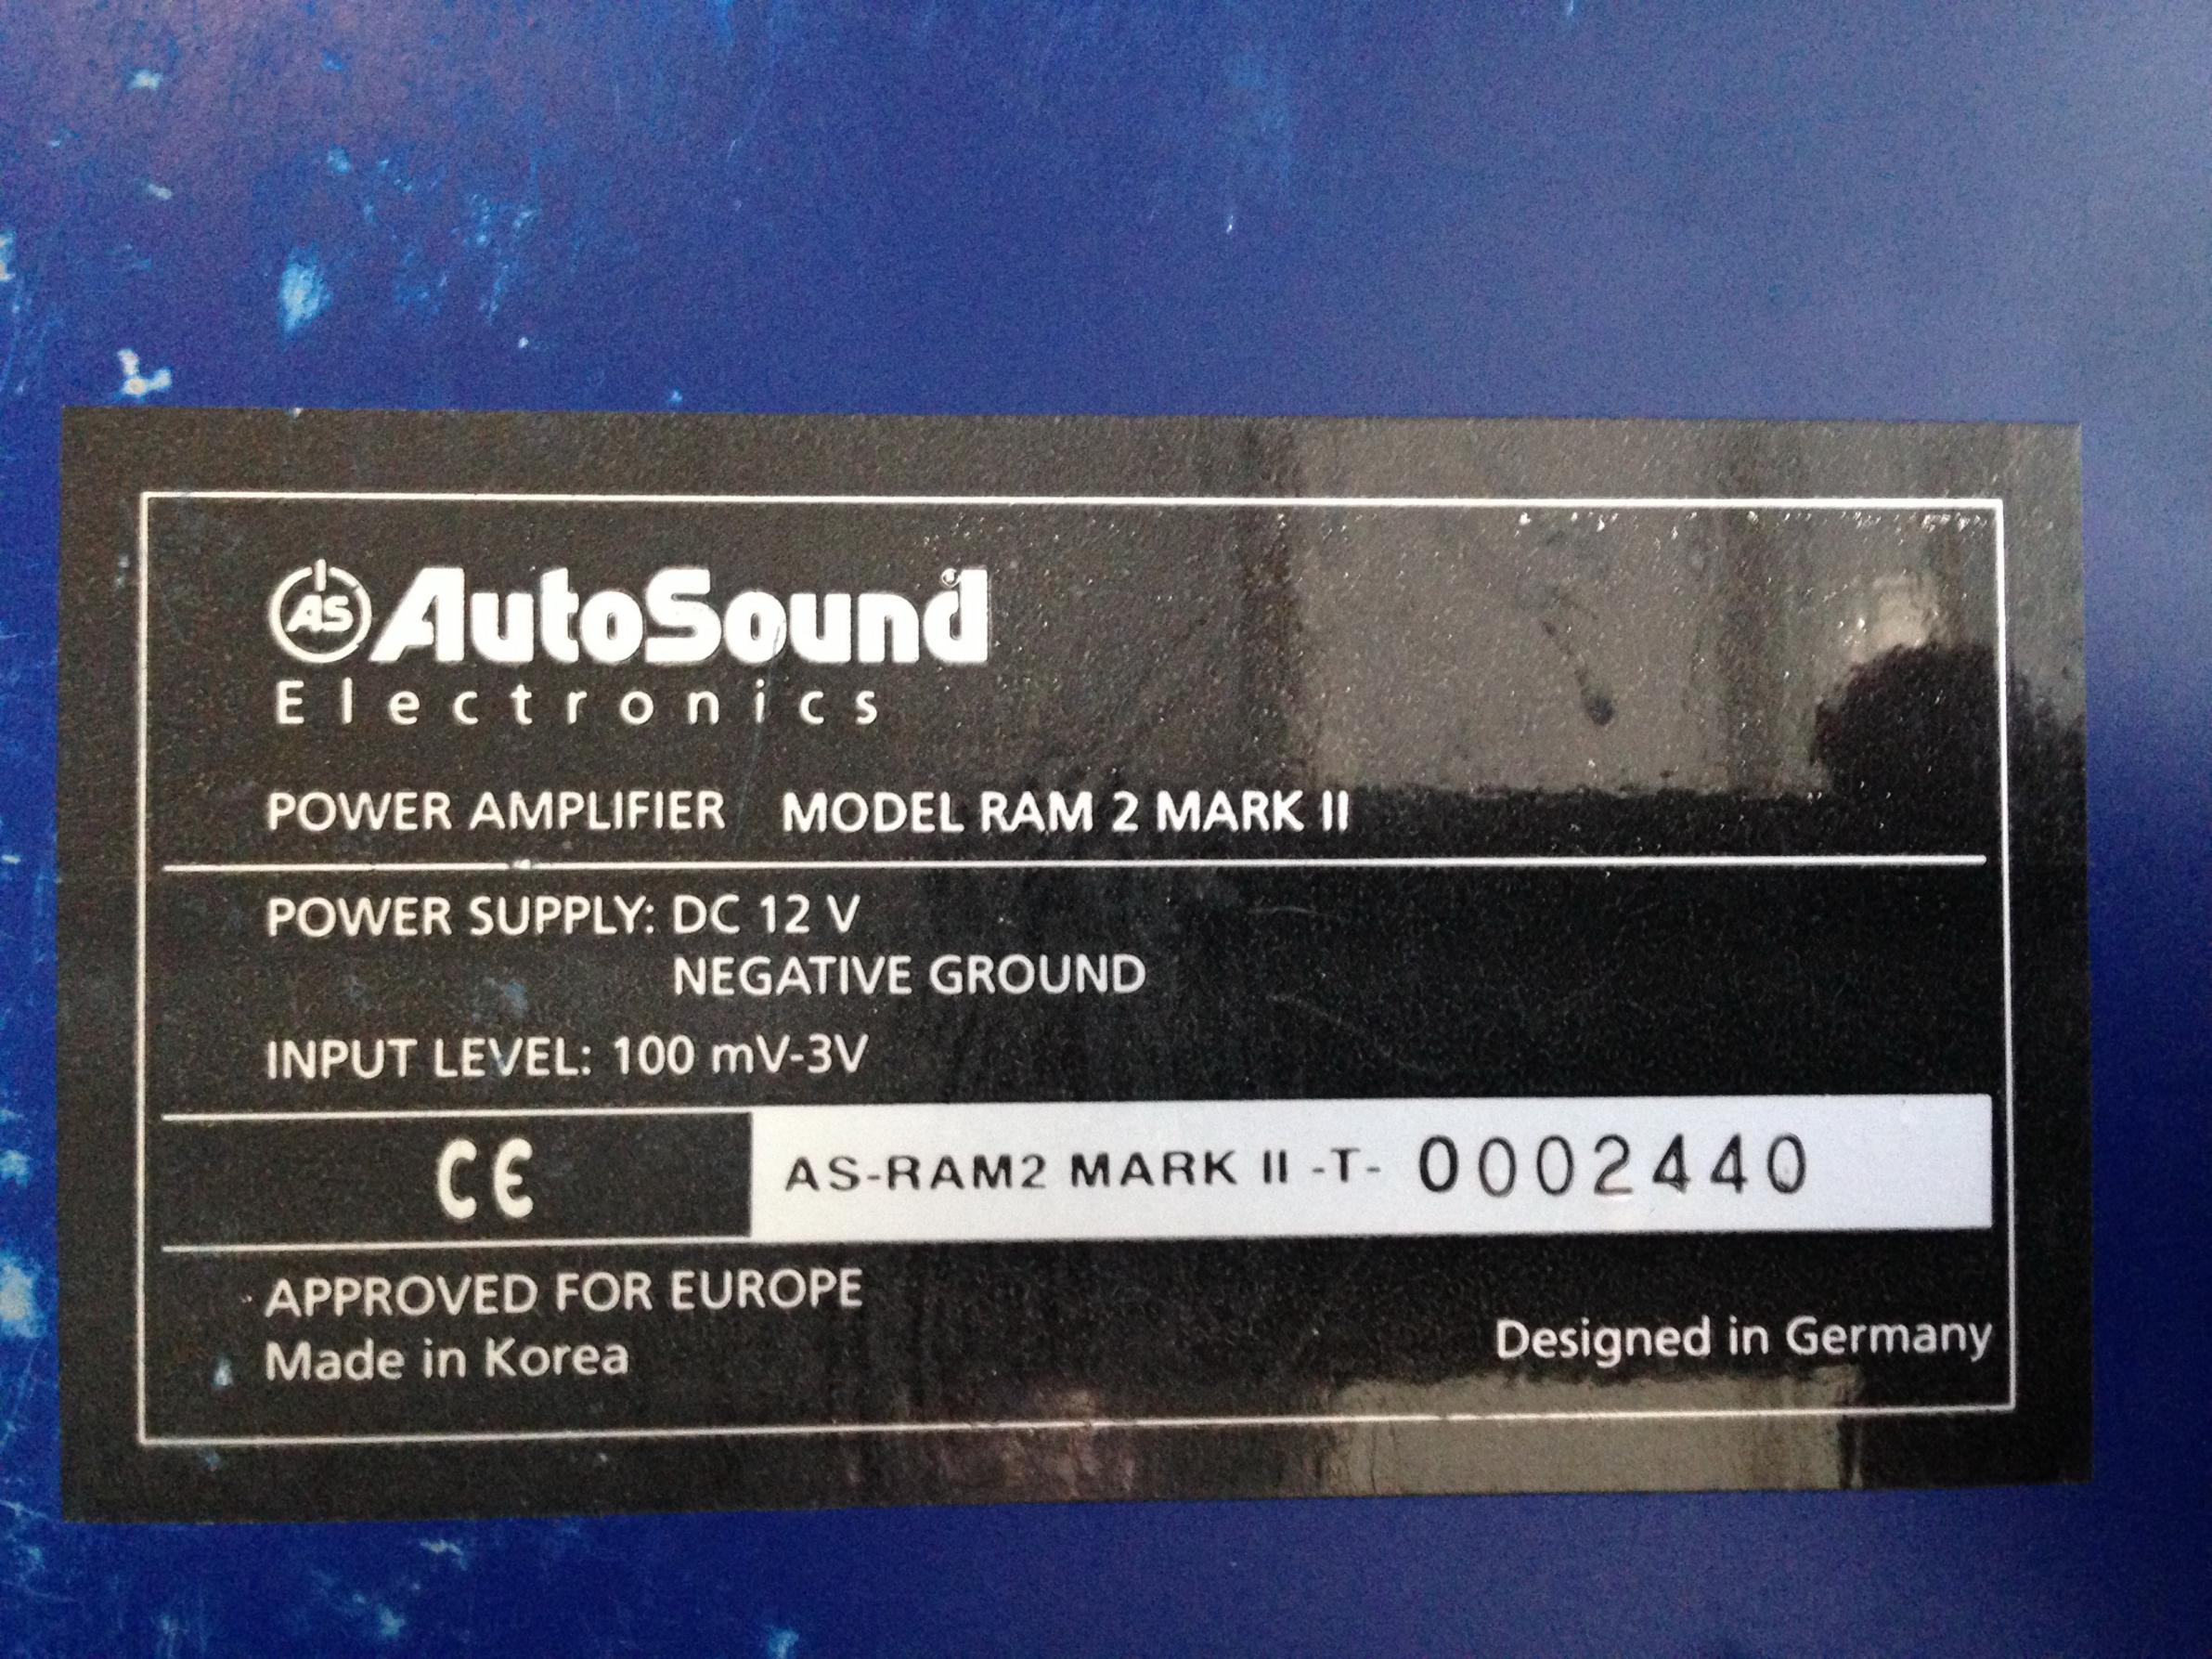 AS AutoSound
Electronics
POWER AMPLIFIER MODEL RAM 2 MARK II
POWER SUPPLY: DC 12 V
NEGATIVE GROUND
INPUT LEVEL: 100 mV-3V
CE AS-RAM2 MARK II -T- 0002440
APPROVED FOR EUROPE
Made in Korea
Designed in Germany